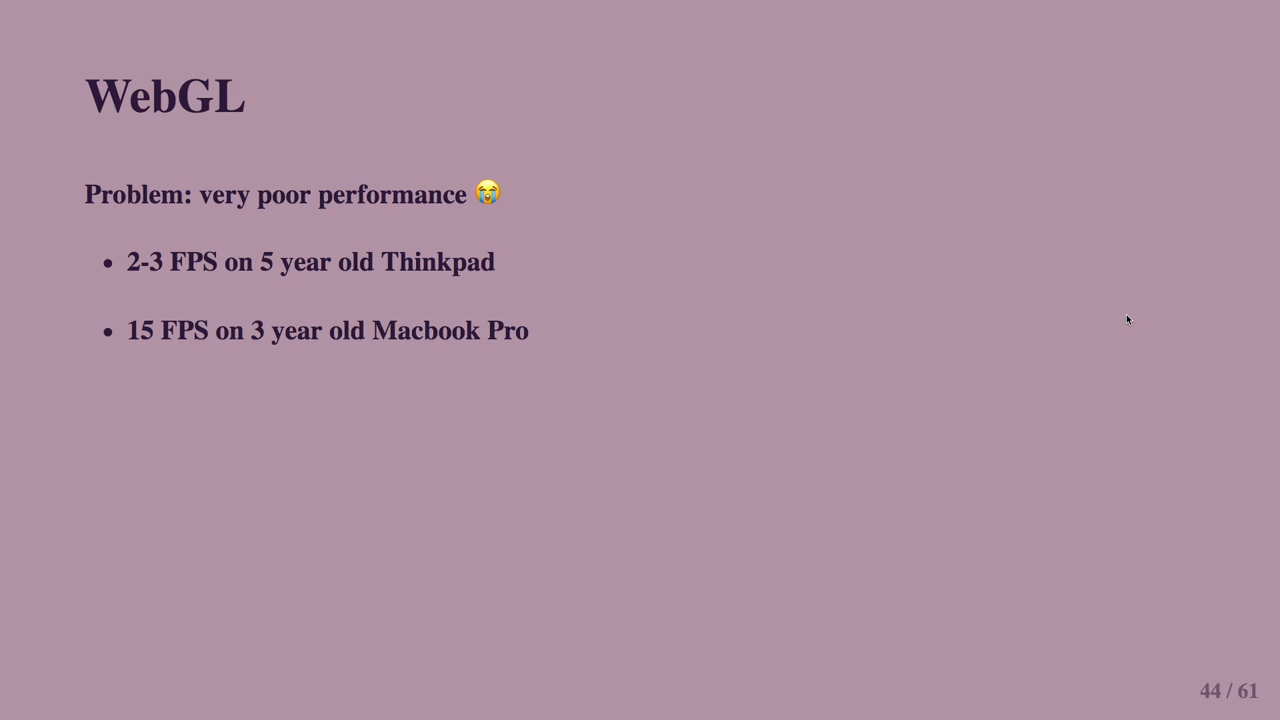 WebGL
Problem: very poor performance 😭
• 2-3 FPS on 5 year old Thinkpad
• 15 FPS on 3 year old Macbook Pro
44 / 61